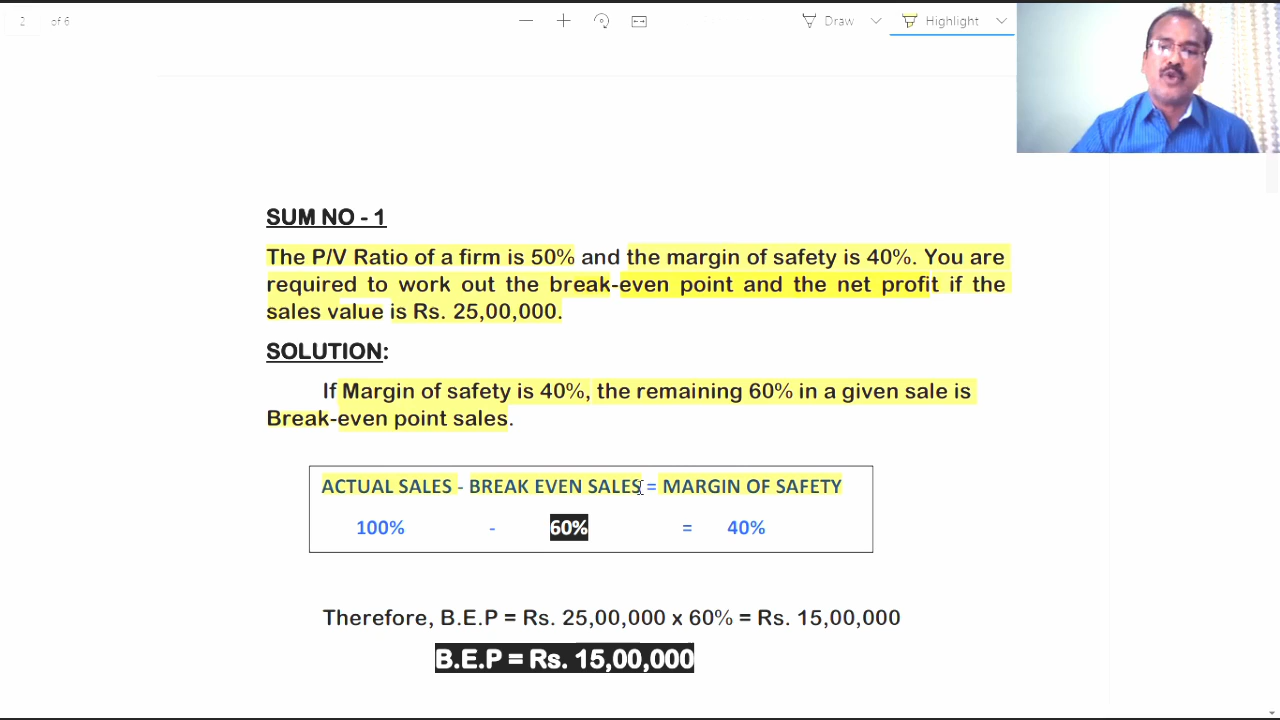 2 of 6 Draw Highlight
SUM NO - 1
The P/V Ratio of a firm is 50% and the margin of safety is 40%. You are
required to work out the break-even point and the net profit if the
sales value is Rs. 25,00,000.
SOLUTION:
If Margin of safety is 40%, the remaining 60% in a given sale is
Break-even point sales.
ACTUAL SALES - BREAK EVEN SALES = MARGIN OF SAFETY
100% - 60% = 40%
Therefore, B.E.P = Rs. 25,00,000 x 60% = Rs. 15,00,000
B.E.P = Rs. 15,00,000